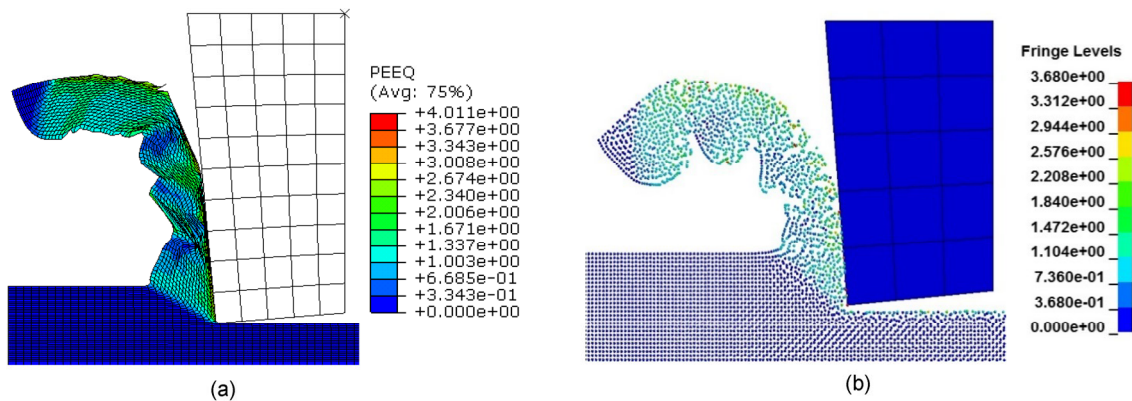 PEEQ
(Avg: 75%)
+4.011e+00
+3.677e+00
+3.343e+00
+3.008e+00
+2.674e+00
+2.340e+00
+2.006e+00
+1.671e+00
+1.337e+00
+1.003e+00
+6.685e-01
+3.343e-01
+0.000e+00
(a)
Fringe Levels
3.680e+00
3.312e+00
2.944e+00
2.576e+00
2.208e+00
1.840e+00
1.472e+00
1.104e+00
7.360e-01
3.680e-01
0.000e+00
(b)